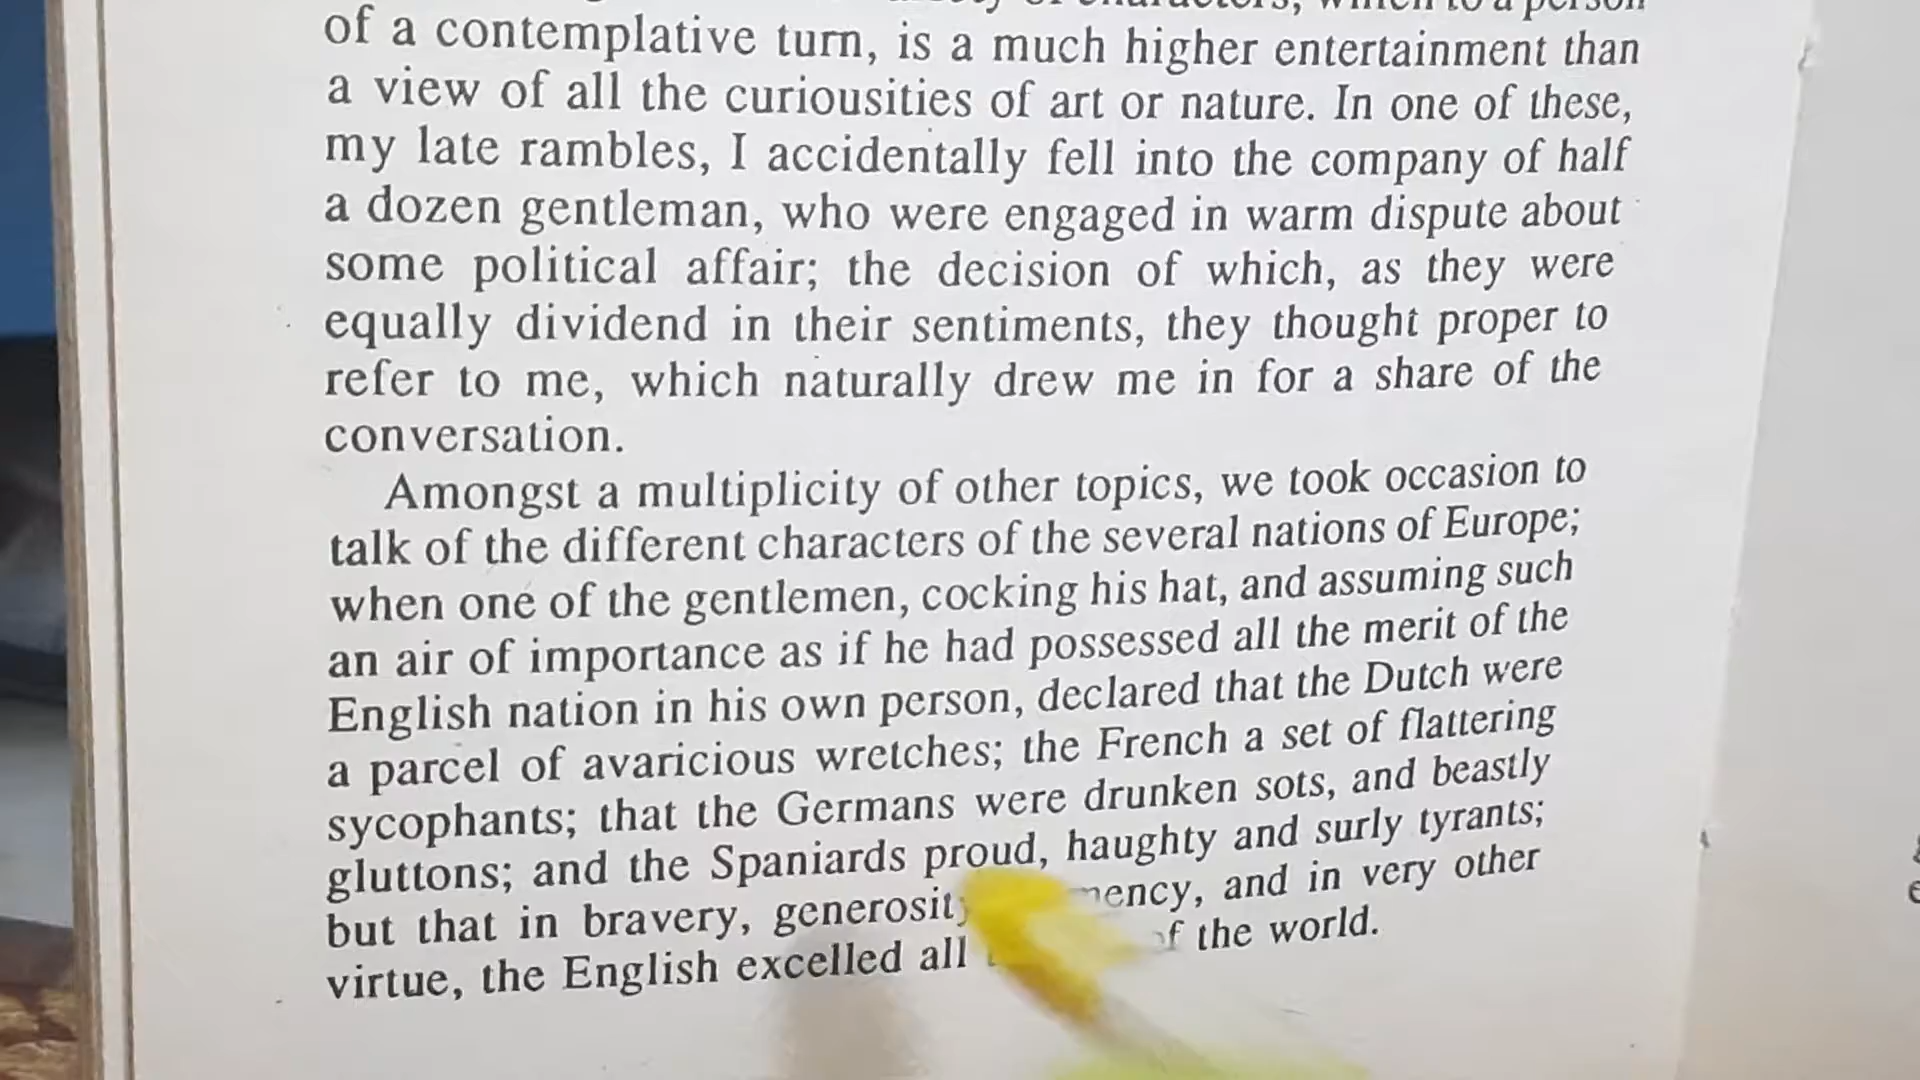 of a contemplative turn, is a much higher entertainment than
a view of all the curiousities of art or nature. In one of these,
my late rambles, I accidentally fell into the company of half
a dozen gentleman, who were engaged in warm dispute about
some political affair; the decision of which, as they were
equally dividend in their sentiments, they thought proper to
refer to me, which naturally drew me in for a share of the
conversation.
Amongst a multiplicity of other topics, we took occasion to
talk of the different characters of the several nations of Europe;
when one of the gentlemen, cocking his hat, and assuming such
an air of importance as if he had possessed all the merit of the
English nation in his own person, declared that the Dutch were
a parcel of avaricious wretches; the French a set of flattering
sycophants; that the Germans were drunken sots, and beastly
gluttons; and the Spaniards proud, haughty and surly tyrants;
but that in bravery, and in very other
virtue, the English excelled all the world.